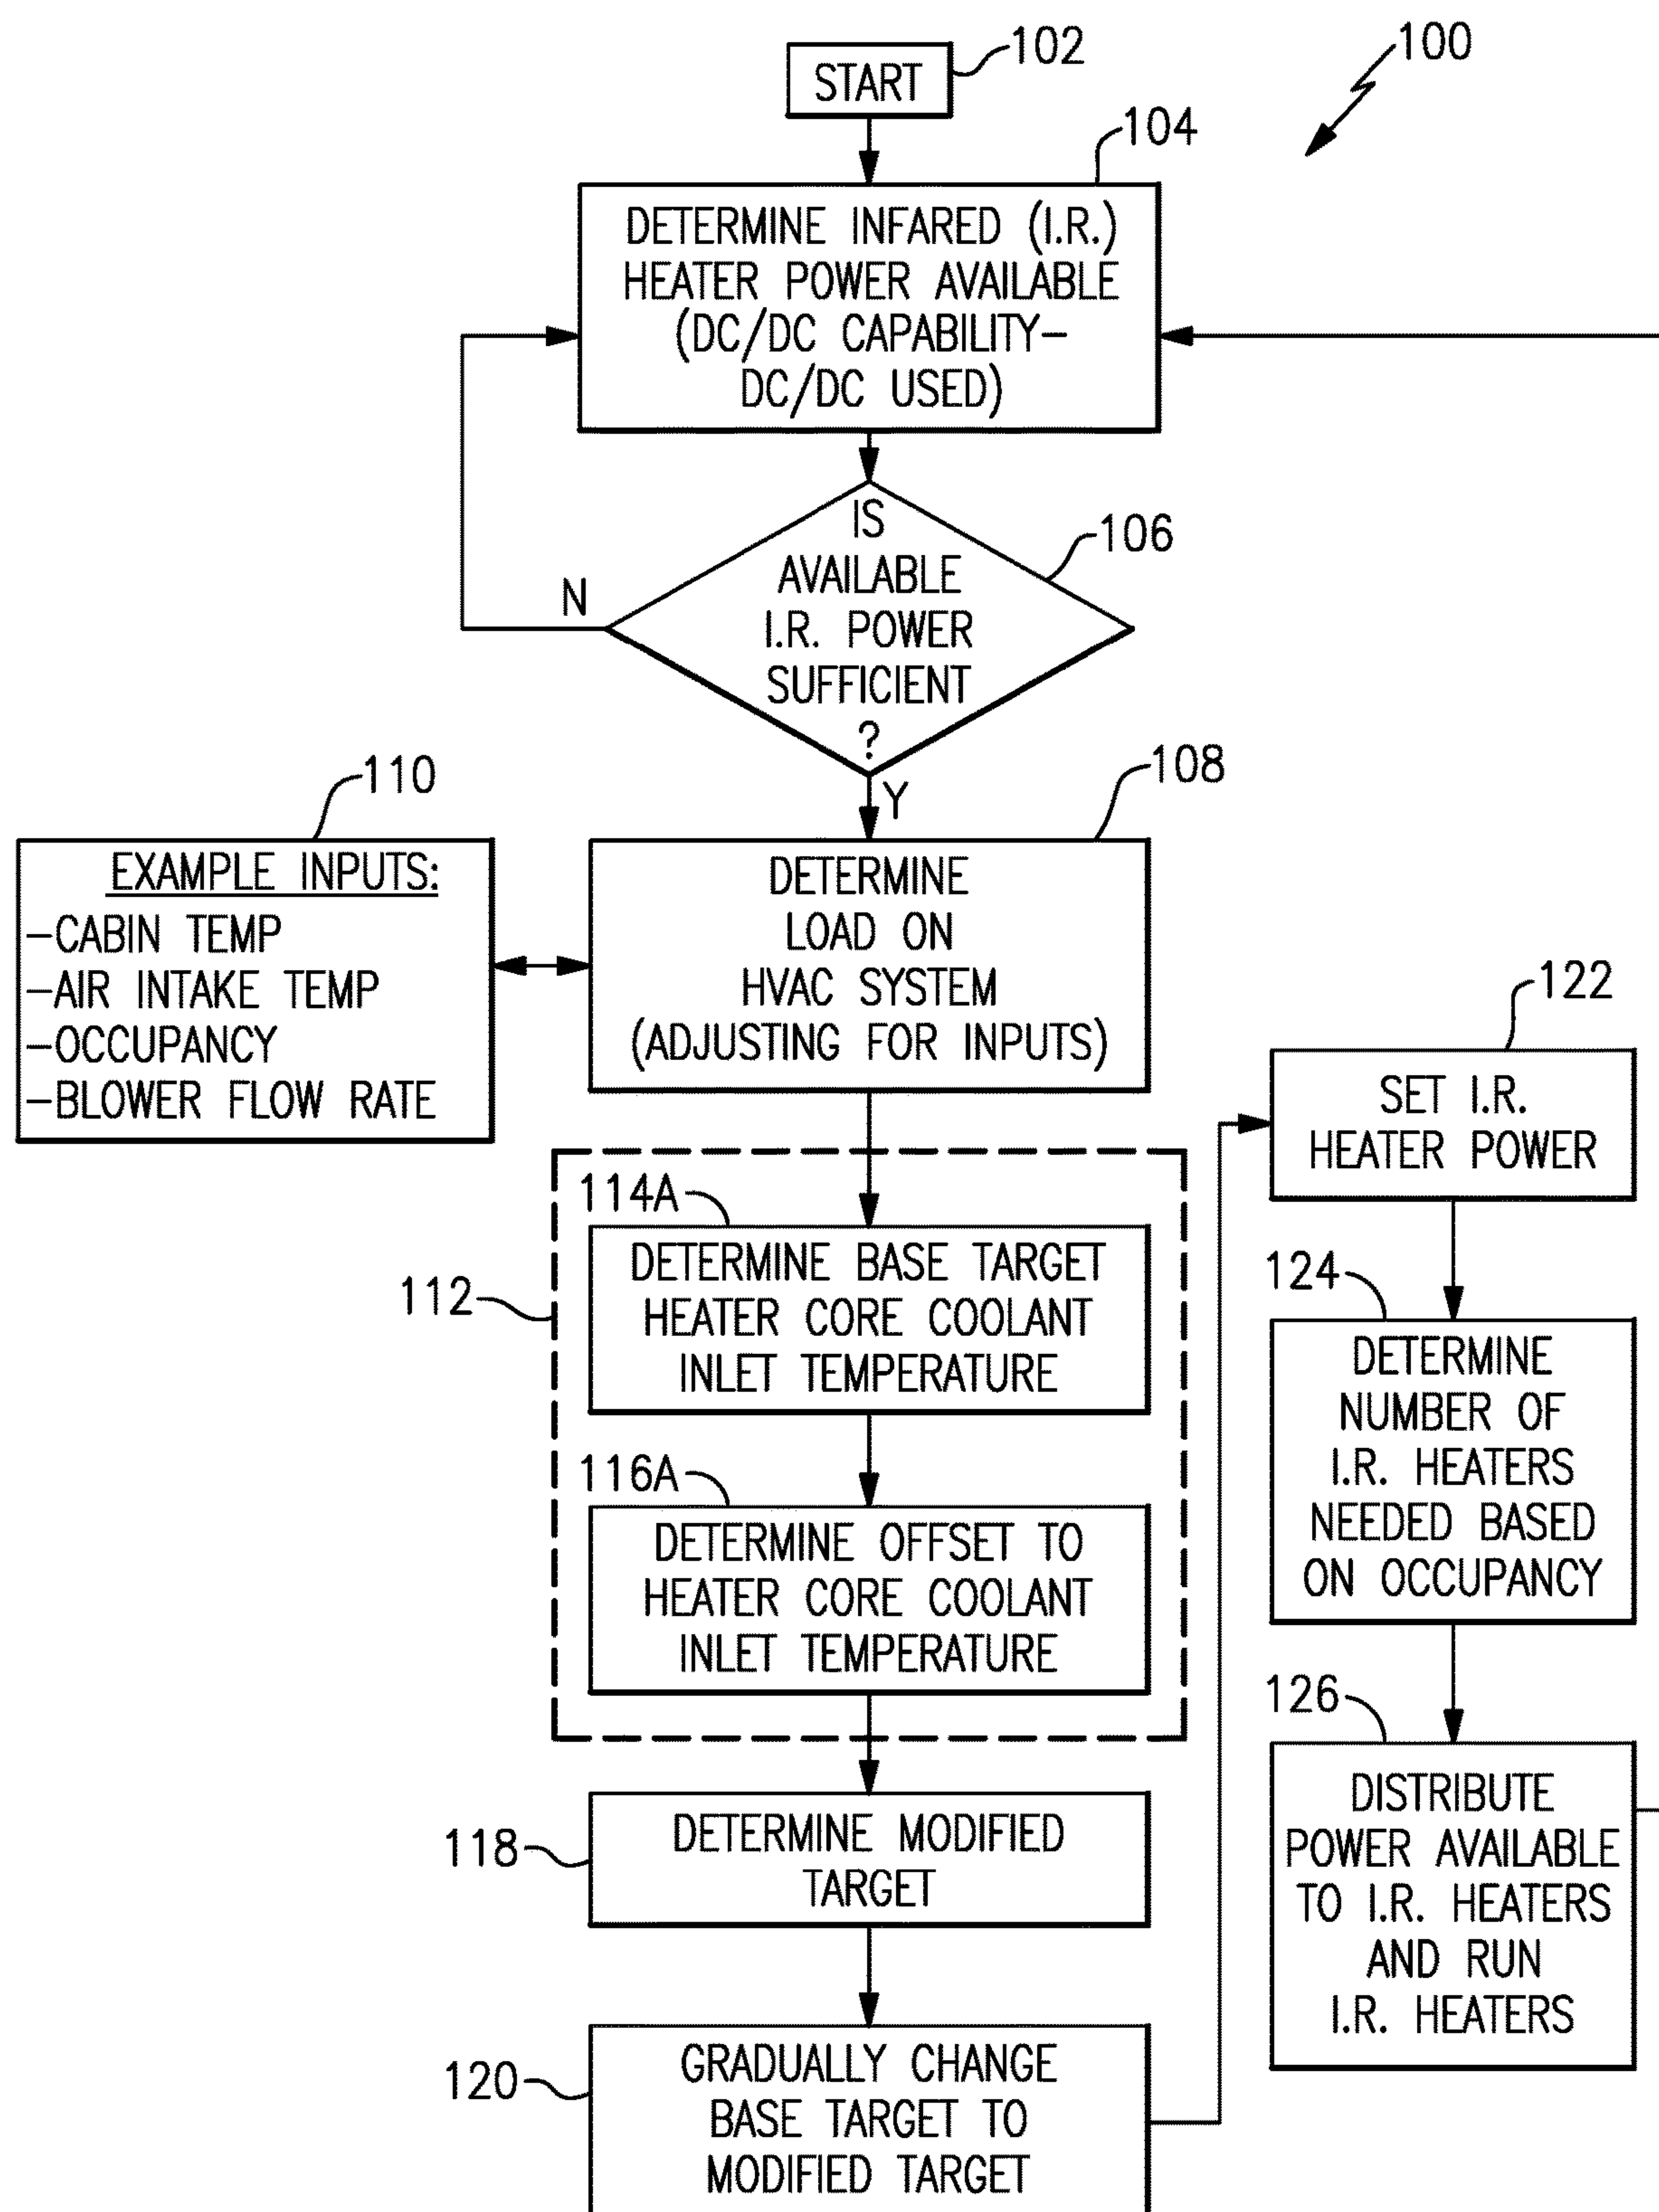 100
102
START
104
DETERMINE INFARED (I.R.)
HEATER POWER AVAILABLE
(DC/DC CAPABILITY–
DC/DC USED)
106
IS
AVAILABLE
I.R. POWER
SUFFICIENT
?
N
Y
108
DETERMINE
LOAD ON
HVAC SYSTEM
(ADJUSTING FOR INPUTS)
110
EXAMPLE INPUTS:
–CABIN TEMP
–AIR INTAKE TEMP
–OCCUPANCY
–BLOWER FLOW RATE
112
114A
DETERMINE BASE TARGET
HEATER CORE COOLANT
INLET TEMPERATURE
116A
DETERMINE OFFSET TO
HEATER CORE COOLANT
INLET TEMPERATURE
118
DETERMINE MODIFIED
TARGET
120
GRADUALLY CHANGE
BASE TARGET TO
MODIFIED TARGET
122
SET I.R.
HEATER POWER
124
DETERMINE
NUMBER OF
I.R. HEATERS
NEEDED BASED
ON OCCUPANCY
126
DISTRIBUTE
POWER AVAILABLE
TO I.R. HEATERS
AND RUN
I.R. HEATERS